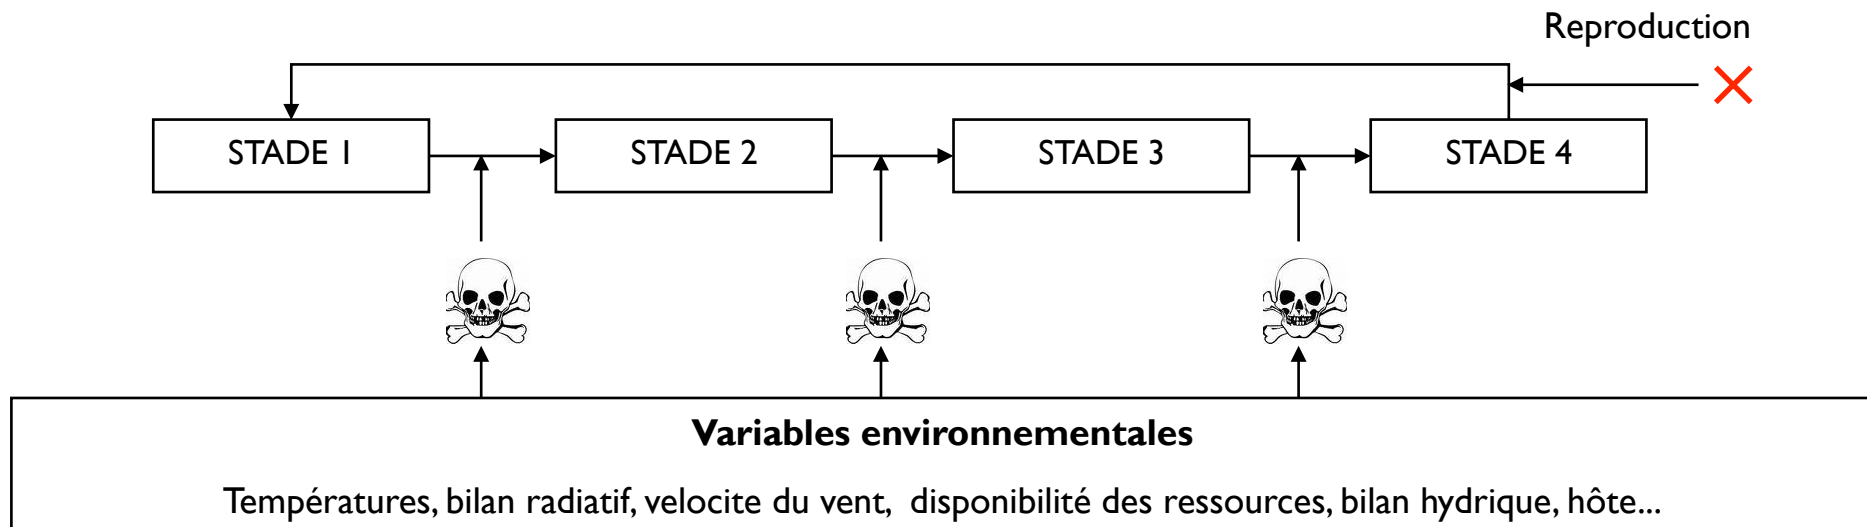 Reproduction
STADE 1
STADE 2
STADE 3
STADE 4
Variables environnementales
Températures, bilan radiatif, velocite du vent, disponibilité des ressources, bilan hydrique, hôte...